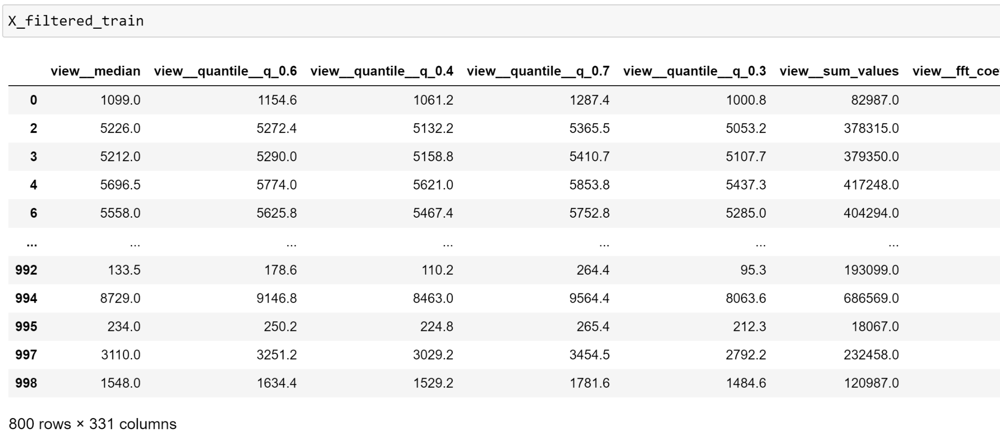 X_filtered_train
view__median view__quantile__q_0.6 view__quantile__q_0.4 view__quantile__q_0.7 view__quantile__q_0.3 view__sum_values view__fft_coe
0 1099.0 1154.6 1061.2 1287.4 1000.8 82987.0
2 5226.0 5272.4 5132.2 5365.5 5053.2 378315.0
3 5212.0 5290.0 5158.8 5410.7 5107.7 379350.0
4 5696.5 5774.0 5621.0 5853.8 5437.3 417248.0
6 5558.0 5625.8 5467.4 5752.8 5285.0 404294.0
... ... ... ... ... ... ...
992 133.5 178.6 110.2 264.4 95.3 193099.0
994 8729.0 9146.8 8463.0 9564.4 8063.6 686569.0
995 234.0 250.2 224.8 265.4 212.3 18067.0
997 3110.0 3251.2 3029.2 3454.5 2792.2 232458.0
998 1548.0 1634.4 1529.2 1781.6 1484.6 120987.0
800 rows × 331 columns